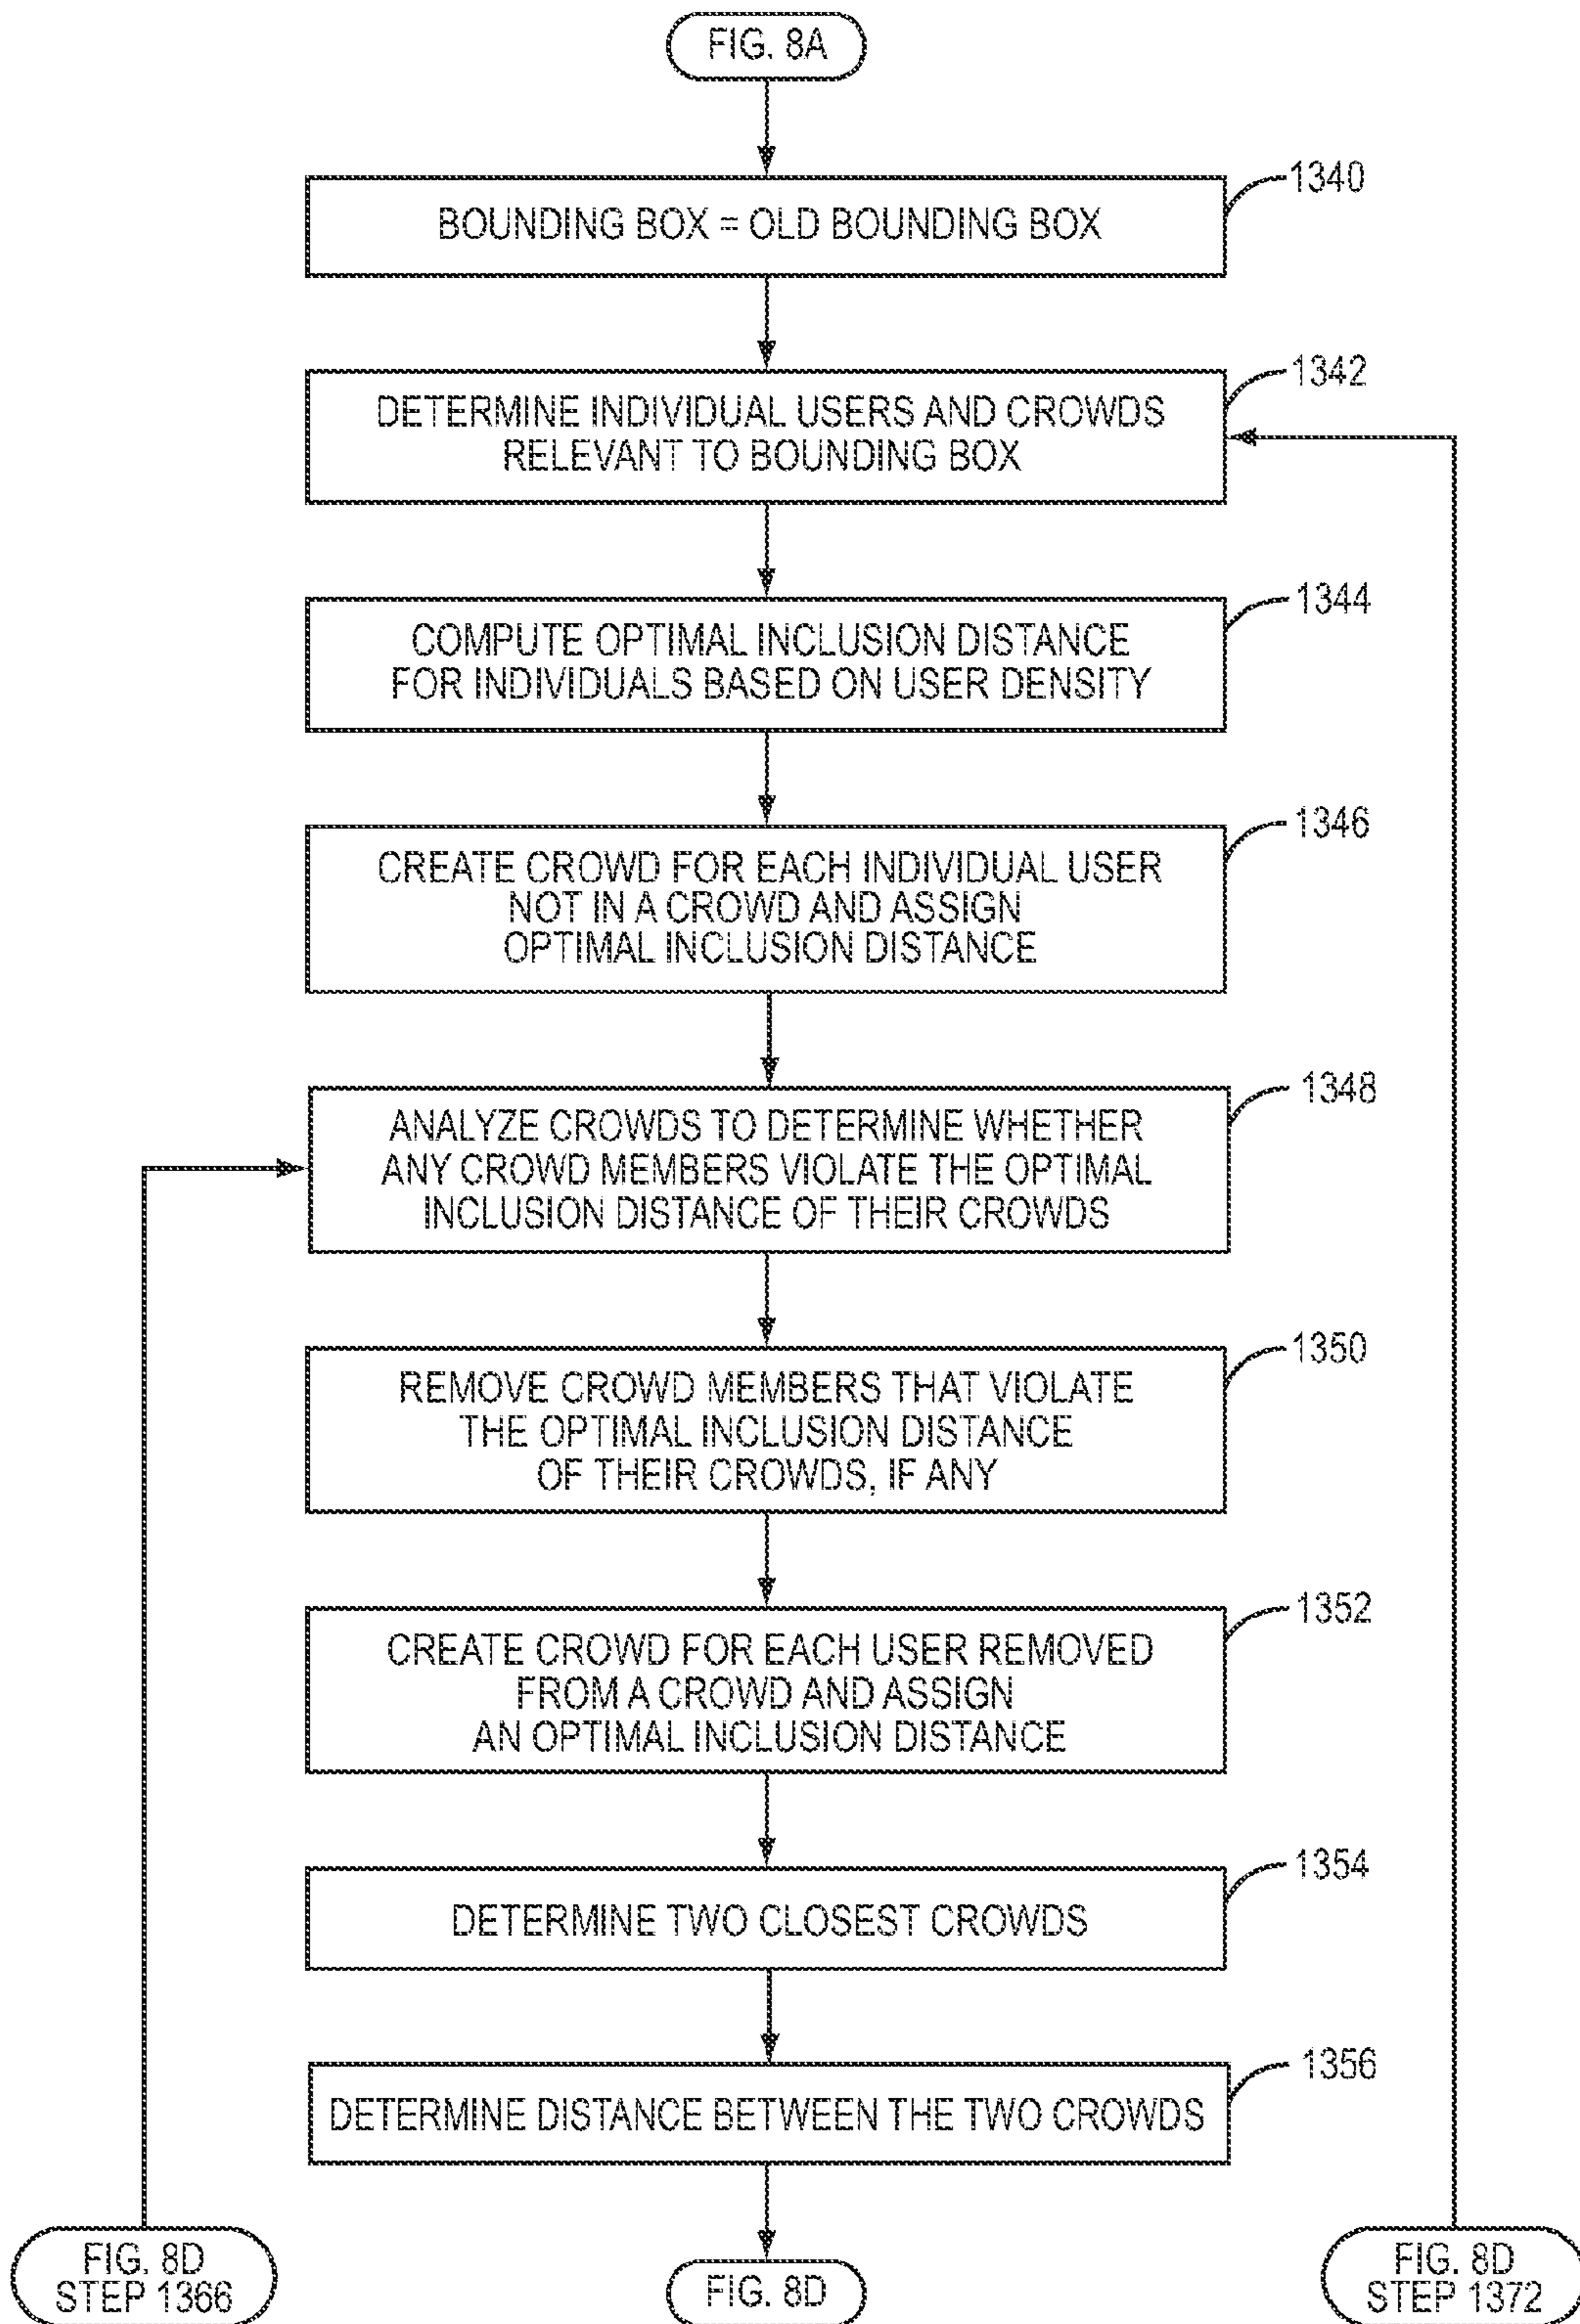 FIG. 8A
1340
BOUNDING BOX = OLD BOUNDING BOX
1342
DETERMINE INDIVIDUAL USERS AND CROWDS
RELEVANT TO BOUNDING BOX
1344
COMPUTE OPTIMAL INCLUSION DISTANCE
FOR INDIVIDUALS BASED ON USER DENSITY
1346
CREATE CROWD FOR EACH INDIVIDUAL USER
NOT IN A CROWD AND ASSIGN
OPTIMAL INCLUSION DISTANCE
1348
ANALYZE CROWDS TO DETERMINE WHETHER
ANY CROWD MEMBERS VIOLATE THE OPTIMAL
INCLUSION DISTANCE OF THEIR CROWDS
1350
REMOVE CROWD MEMBERS THAT VIOLATE
THE OPTIMAL INCLUSION DISTANCE
OF THEIR CROWDS, IF ANY
1352
CREATE CROWD FOR EACH USER REMOVED
FROM A CROWD AND ASSIGN
AN OPTIMAL INCLUSION DISTANCE
1354
DETERMINE TWO CLOSEST CROWDS
1356
DETERMINE DISTANCE BETWEEN THE TWO CROWDS
FIG. 8D
STEP 1366
FIG. 8D
FIG. 8D
STEP 1372